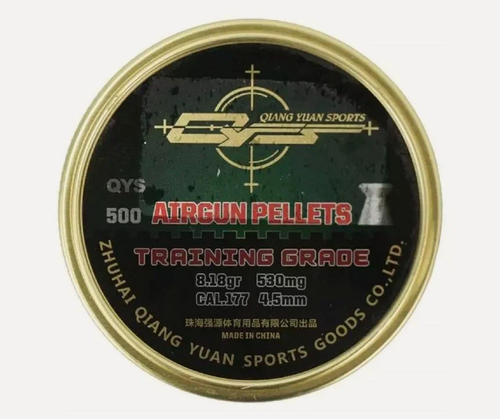 QIANG YUAN SPORTS
QYS
QYS
500 AIRGUN PELLETS
TRAINING GRADE
8.18gr 530mg
CAL.177 4.5mm
珠海强源体育用品有限公司出品
MADE IN CHINA
ZHUHAI QIANG YUAN SPORTS GOODS CO.,LTD.